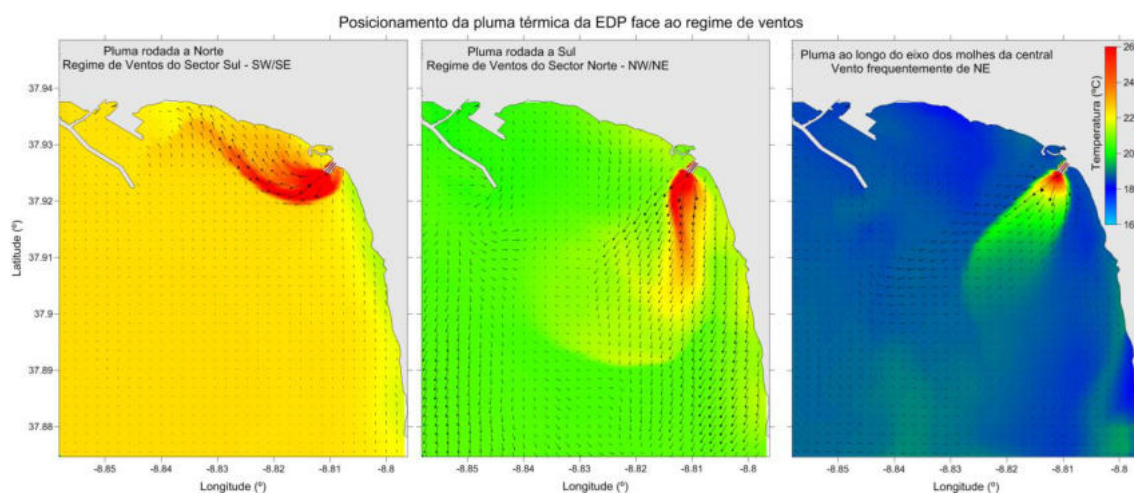 Posicionamento da pluma térmica da EDP face ao regime de ventos
Pluma rodada a Norte
Regime de Ventos do Sector Sul - SW/SE
Pluma rodada a Sul
Regime de Ventos do Sector Norte - NW/NE
Pluma ao longo do eixo dos molhes da central
Vento frequentemente de NE
Temperatura (ºC)
26
24
22
20
18
16
Latitude (º)
37.94
37.93
37.92
37.91
37.9
37.89
37.88
-8.85 -8.84 -8.83 -8.82 -8.81 -8.8
Longitude (º)
-8.85 -8.84 -8.83 -8.82 -8.81 -8.8
Longitude (º)
-8.85 -8.84 -8.83 -8.82 -8.81 -8.8
Longitude (º)